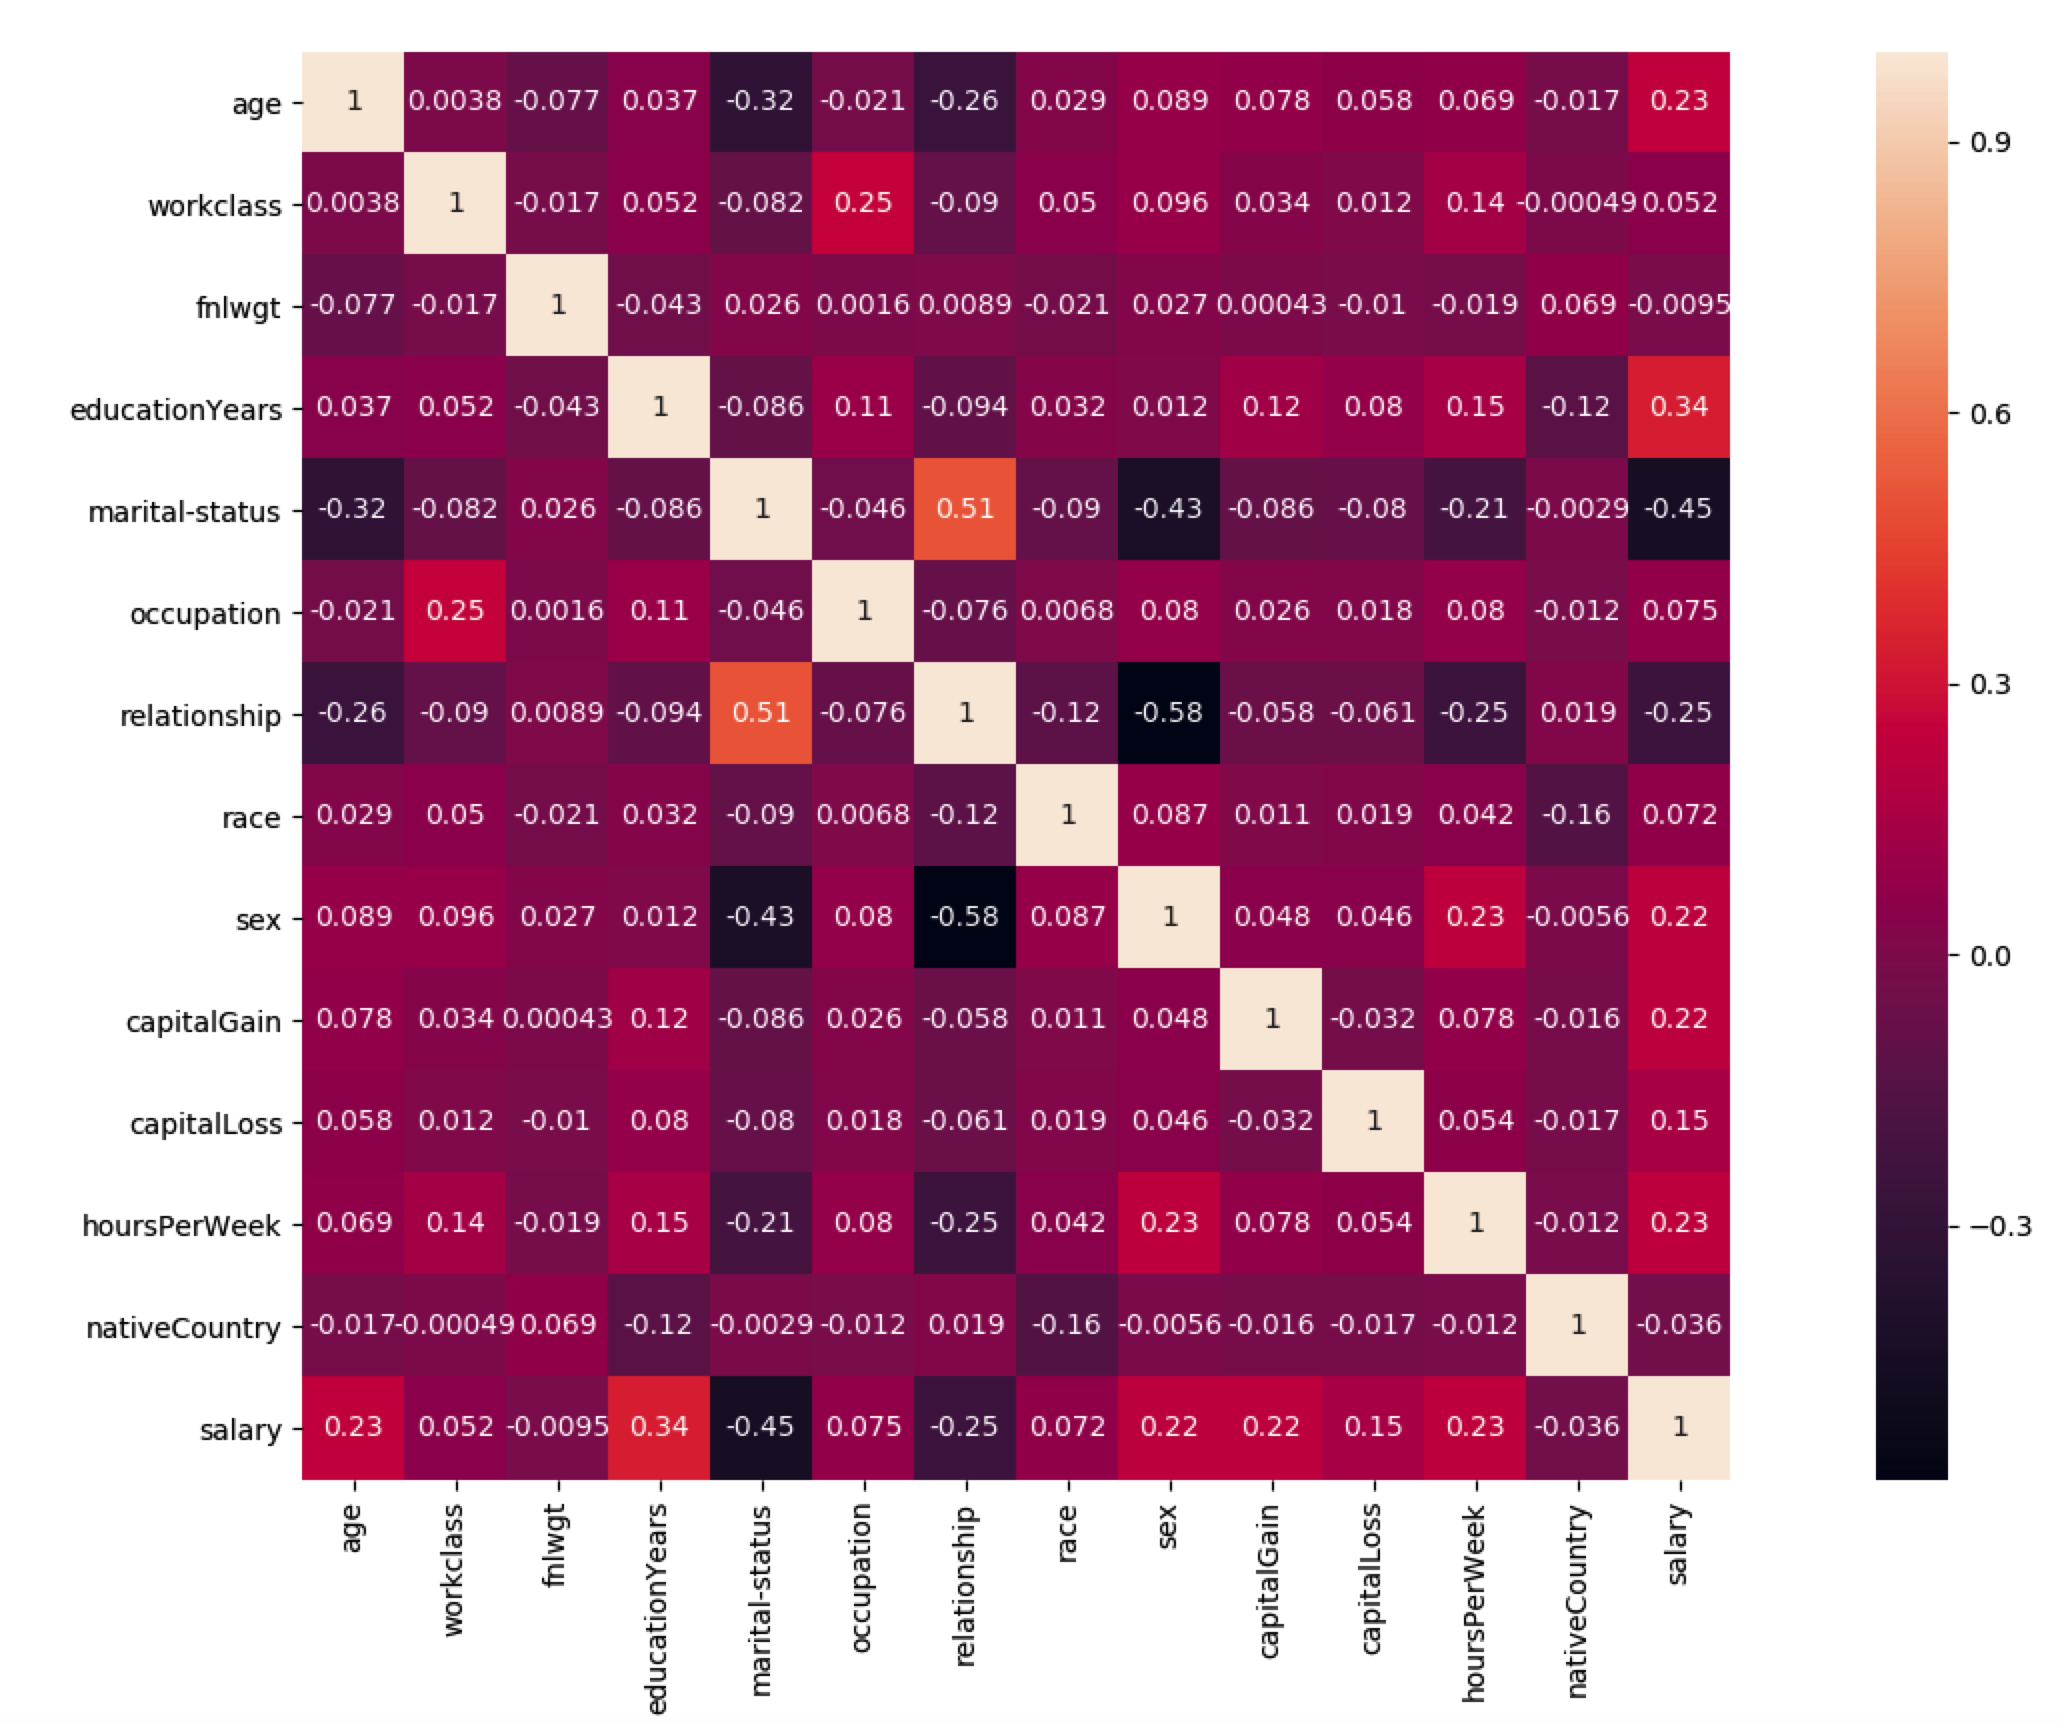 age 1 0.0038 -0.077 0.037 -0.32 -0.021 -0.26 0.029 0.089 0.078 0.058 0.069 -0.017 0.23
workclass 0.0038 1 -0.017 0.052 -0.082 0.25 -0.09 0.05 0.096 0.034 0.012 0.14 -0.00049 0.052
fnlwgt -0.077 -0.017 1 -0.043 0.026 0.0016 0.0089 -0.021 0.027 0.00043 -0.01 -0.019 0.069 -0.0095
educationYears 0.037 0.052 -0.043 1 -0.086 0.11 -0.094 0.032 0.012 0.12 0.08 0.15 -0.12 0.34
marital-status -0.32 -0.082 0.026 -0.086 1 -0.046 0.51 -0.09 -0.43 -0.086 -0.08 -0.21 -0.0029 -0.45
occupation -0.021 0.25 0.0016 0.11 -0.046 1 -0.076 0.0068 0.08 0.026 0.018 0.08 -0.012 0.075
relationship -0.26 -0.09 0.0089 -0.094 0.51 -0.076 1 -0.12 -0.58 -0.058 -0.061 -0.25 0.019 -0.25
race 0.029 0.05 -0.021 0.032 -0.09 0.0068 -0.12 1 0.087 0.011 0.019 0.042 -0.16 0.072
sex 0.089 0.096 0.027 0.012 -0.43 0.08 -0.58 0.087 1 0.048 0.046 0.23 -0.0056 0.22
capitalGain 0.078 0.034 0.00043 0.12 -0.086 0.026 -0.058 0.011 0.048 1 -0.032 0.078 -0.016 0.22
capitalLoss 0.058 0.012 -0.01 0.08 -0.08 0.018 -0.061 0.019 0.046 -0.032 1 0.054 -0.017 0.15
hoursPerWeek 0.069 0.14 -0.019 0.15 -0.21 0.08 -0.25 0.042 0.23 0.078 0.054 1 -0.012 0.23
nativeCountry -0.017 -0.00049 0.069 -0.12 -0.0029 -0.012 0.019 -0.16 -0.0056 -0.016 -0.017 -0.012 1 -0.036
salary 0.23 0.052 -0.0095 0.34 -0.45 0.075 -0.25 0.072 0.22 0.22 0.15 0.23 -0.036 1
age workclass fnlwgt educationYears marital-status occupation relationship race sex capitalGain capitalLoss hoursPerWeek nativeCountry salary
0.9
0.6
0.3
0.0
−0.3